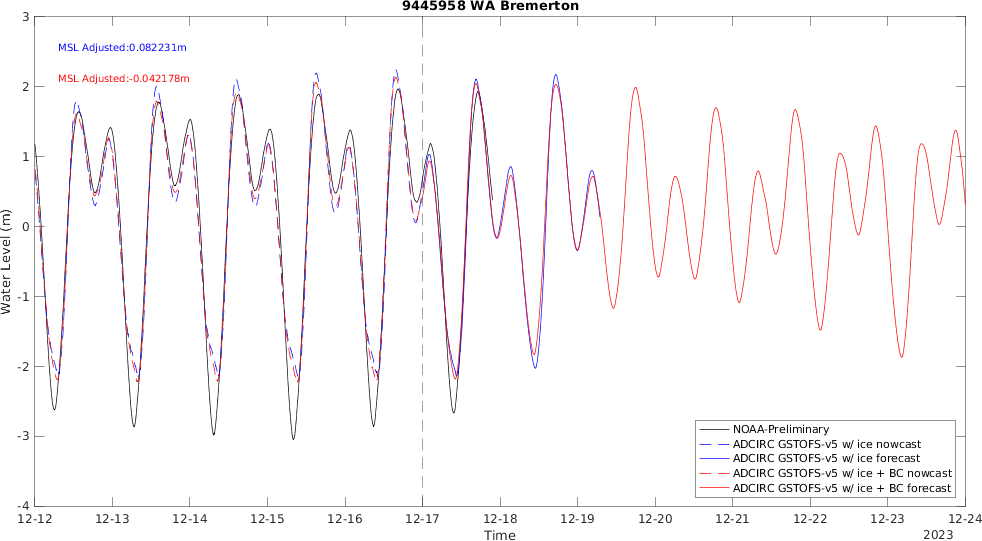 9445958 WA Bremerton
3
2
1
0
-1
-2
-3
-4
Water Level (m)
MSL Adjusted:0.082231m
MSL Adjusted:-0.042178m
NOAA-Preliminary
ADCIRC GSTOFS-v5 w/ ice nowcast
ADCIRC GSTOFS-v5 w/ ice forecast
ADCIRC GSTOFS-v5 w/ ice + BC nowcast
ADCIRC GSTOFS-v5 w/ ice + BC forecast
12-12 12-13 12-14 12-15 12-16 12-17 12-18 12-19 12-20 12-21 12-22 12-23 12-24
Time
2023